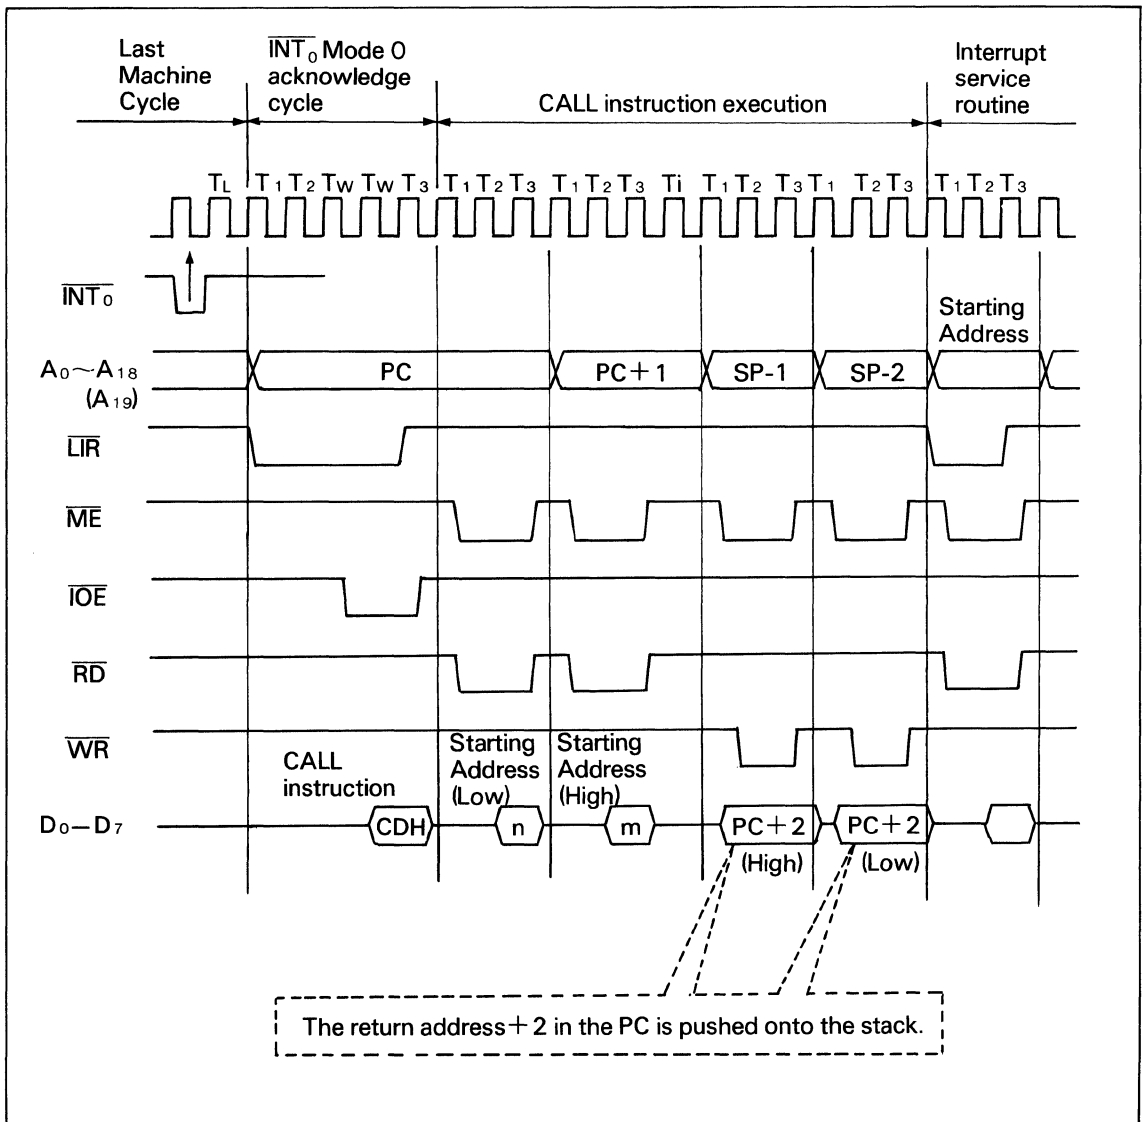 Last
Machine
Cycle
INT₀ Mode 0
acknowledge
cycle
CALL instruction execution
Interrupt
service
routine
TL T1 T2 TW TW T3 T1 T2 T3 T1 T2 T3 Ti T1 T2 T3 T1 T2 T3 T1 T2 T3
INT₀
Starting
Address
A0~A18
(A19)
PC PC+1 SP-1 SP-2
LIR
ME
IOE
RD
WR
CALL
instruction
Starting
Address
(Low)
Starting
Address
(High)
D0—D7
CDH n m PC+2 PC+2
(High) (Low)
The return address+2 in the PC is pushed onto the stack.